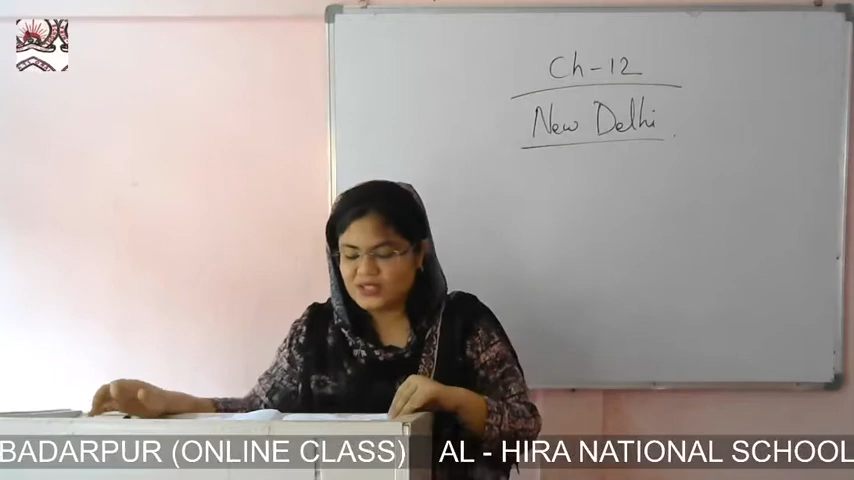 Ch-12
New Delhi.
BADARPUR (ONLINE CLASS) AL - HIRA NATIONAL SCHOOL